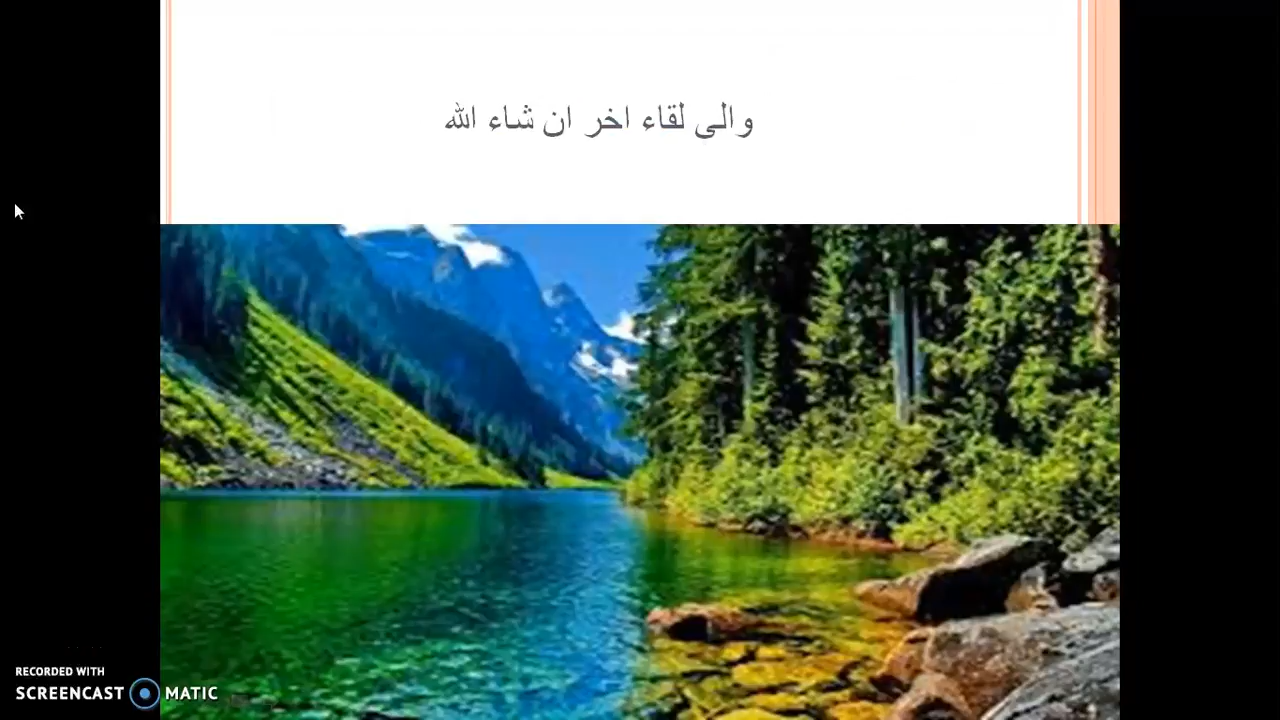 والى لقاء اخر ان شاء الله
RECORDED WITH
SCREENCAST MATIC